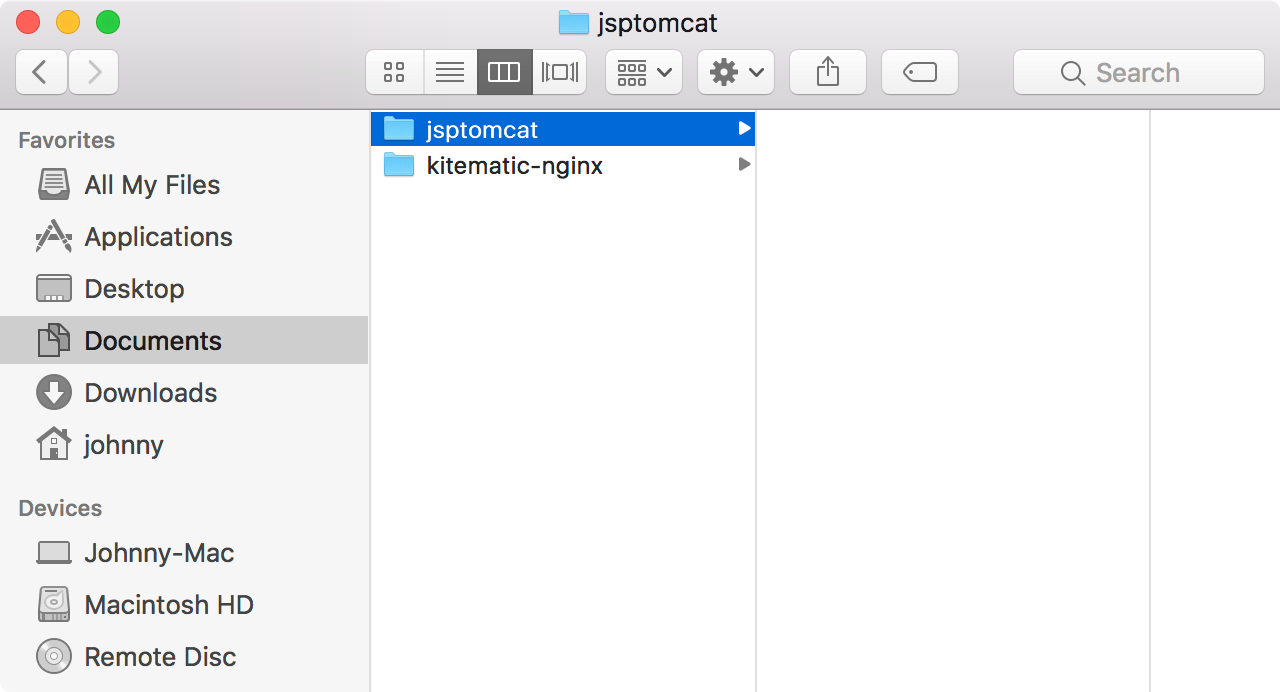 jsptomcat
Search
Favorites
All My Files
Applications
Desktop
Documents
Downloads
johnny
Devices
Johnny-Mac
Macintosh HD
Remote Disc
jsptomcat
kitematic-nginx